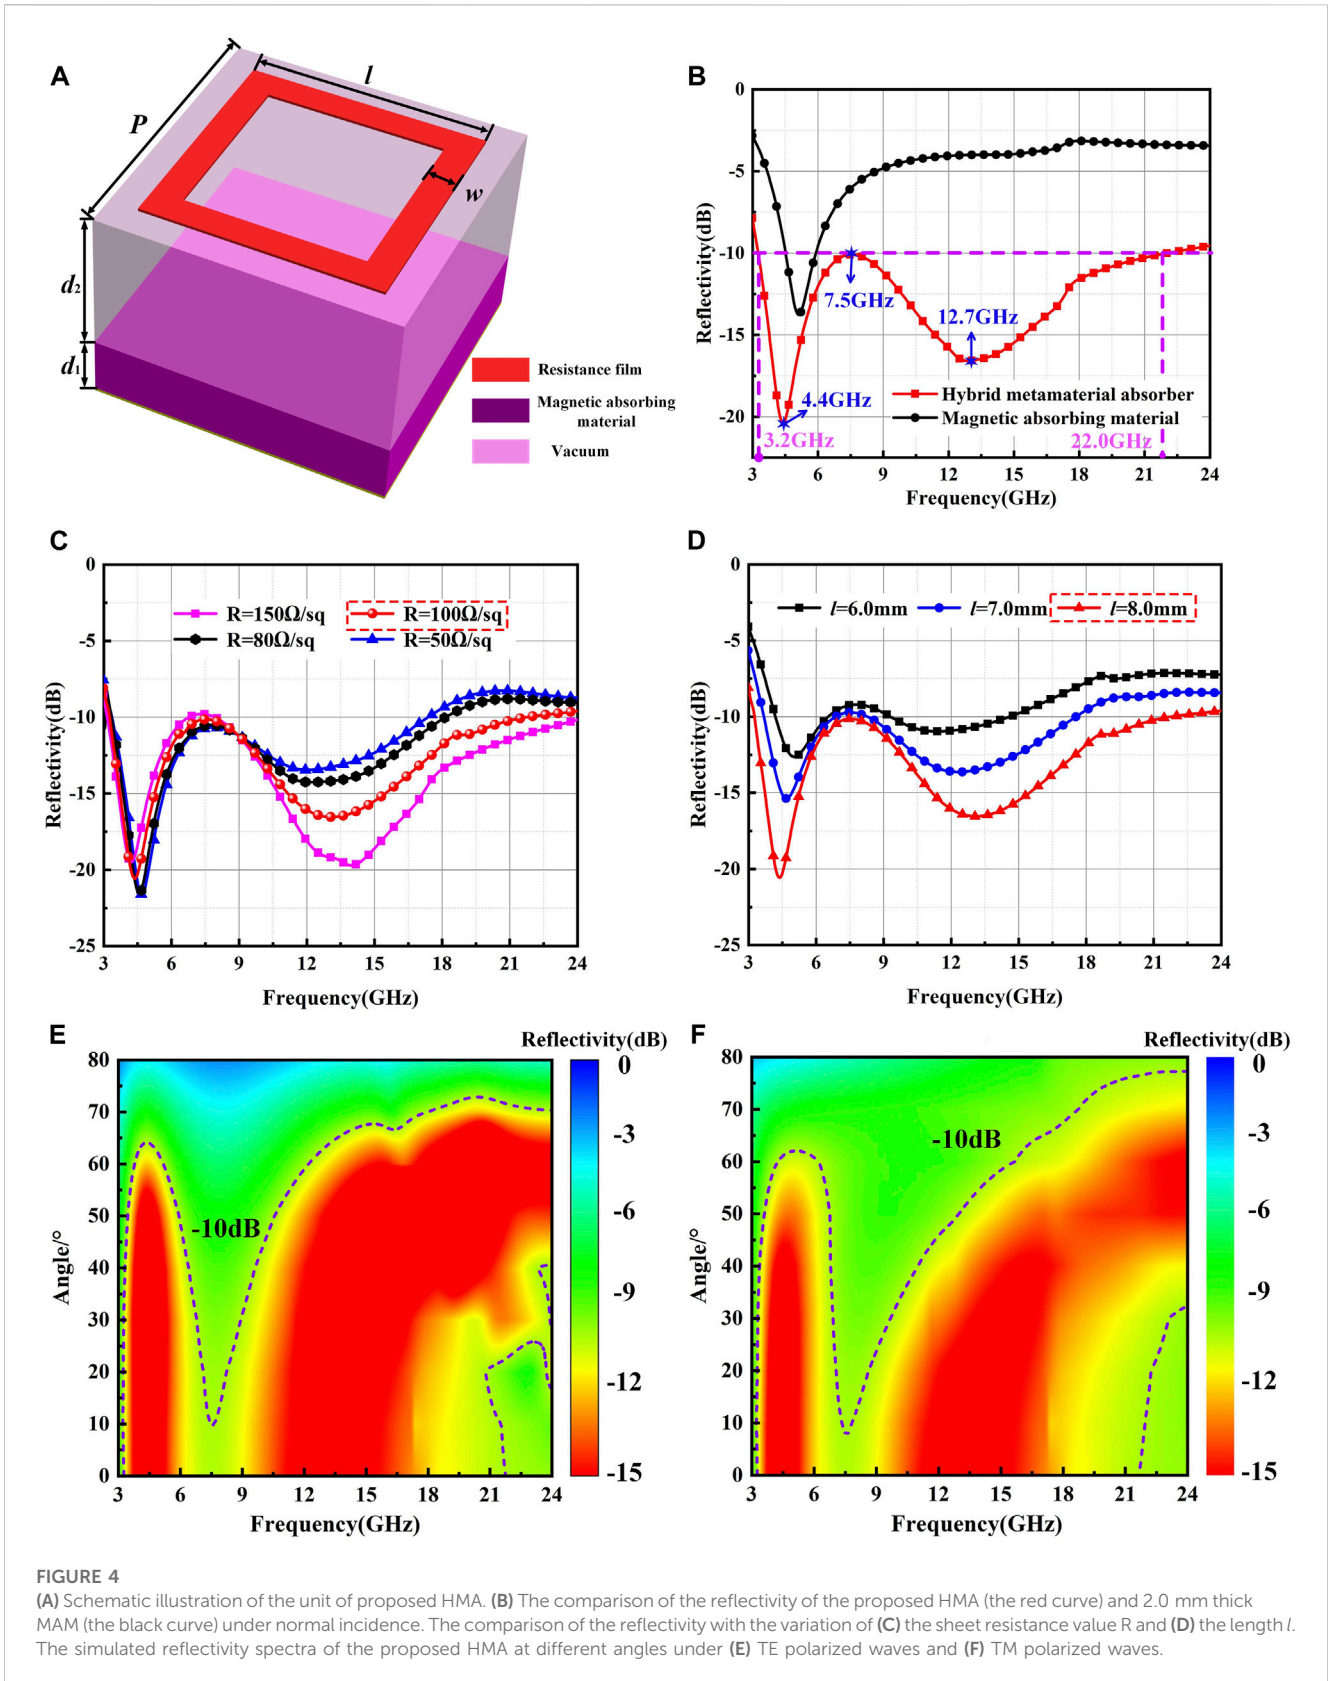 A
P
l
w
d₂
d₁
Resistance film
Magnetic absorbing
material
Vacuum
B
0
-5
-10
-15
-20
Reflectivity(dB)
7.5GHz
12.7GHz
4.4GHz
3.2GHz
22.0GHz
Hybrid metamaterial absorber
Magnetic absorbing material
3 6 9 12 15 18 21 24
Frequency(GHz)
C
0
-5
-10
-15
-20
-25
Reflectivity(dB)
R=150Ω/sq R=100Ω/sq
R=80Ω/sq R=50Ω/sq
3 6 9 12 15 18 21 24
Frequency(GHz)
D
0
-5
-10
-15
-20
-25
Reflectivity(dB)
l=6.0mm l=7.0mm l=8.0mm
3 6 9 12 15 18 21 24
Frequency(GHz)
E
Reflectivity(dB)
80
70
60
50
40
30
20
10
0
Angle/°
-10dB
3 6 9 12 15 18 21 24
Frequency(GHz)
0
-3
-6
-9
-12
-15
F
Reflectivity(dB)
80
70
60
50
40
30
20
10
0
Angle/°
-10dB
3 6 9 12 15 18 21 24
Frequency(GHz)
0
-3
-6
-9
-12
-15
FIGURE 4
(A) Schematic illustration of the unit of proposed HMA. (B) The comparison of the reflectivity of the proposed HMA (the red curve) and 2.0 mm thick
MAM (the black curve) under normal incidence. The comparison of the reflectivity with the variation of (C) the sheet resistance value R and (D) the length l.
The simulated reflectivity spectra of the proposed HMA at different angles under (E) TE polarized waves and (F) TM polarized waves.